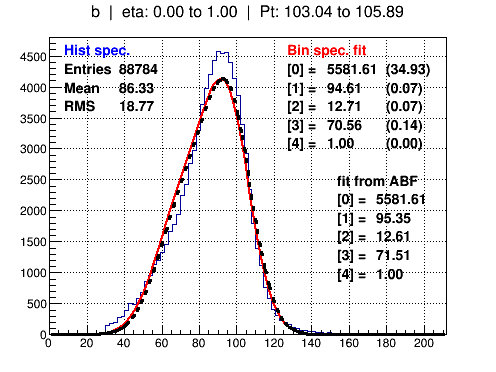 b | eta: 0.00 to 1.00 | Pt: 103.04 to 105.89
Hist spec.
Entries 88784
Mean 86.33
RMS 18.77
Bin spec. fit
[0] = 5581.61 (34.93)
[1] = 94.61 (0.07)
[2] = 12.71 (0.07)
[3] = 70.56 (0.14)
[4] = 1.00 (0.00)
fit from ABF
[0] = 5581.61
[1] = 95.35
[2] = 12.61
[3] = 71.51
[4] = 1.00
4500
4000
3500
3000
2500
2000
1500
1000
500
0
0 20 40 60 80 100 120 140 160 180 200